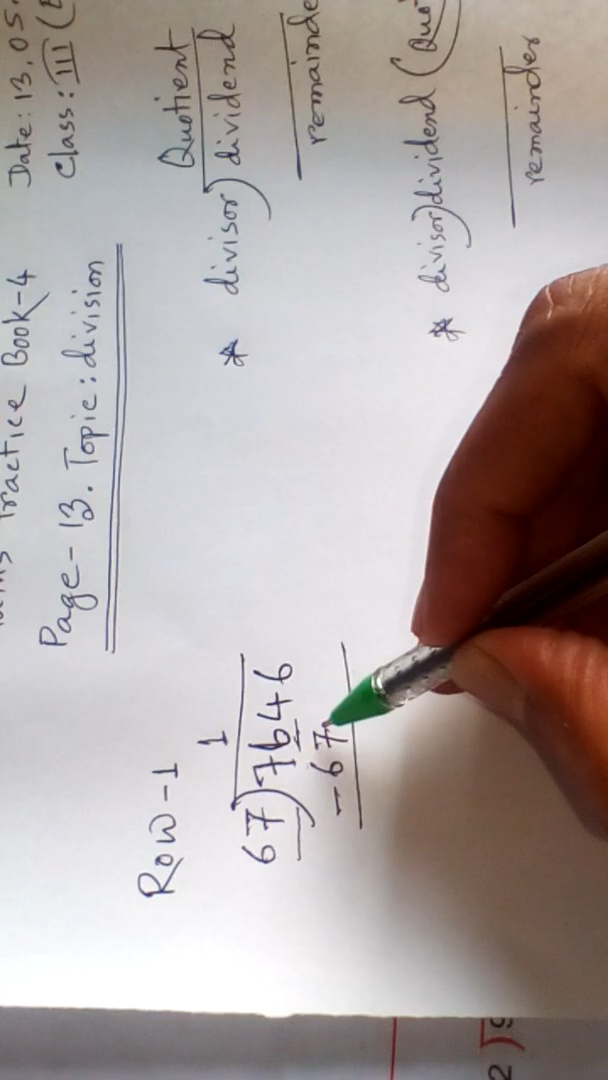 Practice Book-4
Date: 13.05.
Page-13. Topic: division
Class: III
Row-1
1
67)7646
-67
Quotient
* divisor)dividend
* divisor)dividend(
remainder